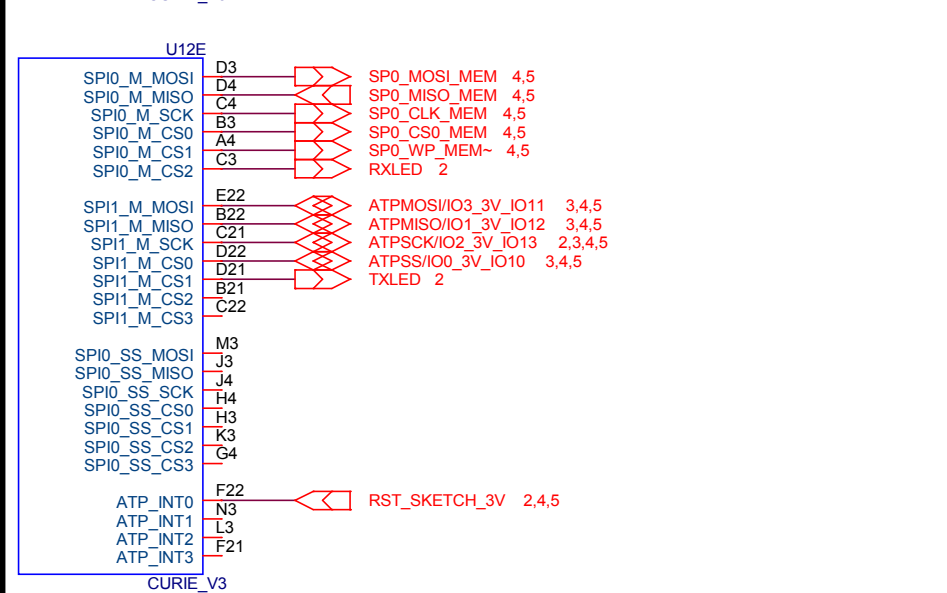 U12E
SPI0_M_MOSI D3 SP0_MOSI_MEM 4,5
SPI0_M_MISO D4 SP0_MISO_MEM 4,5
SPI0_M_SCK C4 SP0_CLK_MEM 4,5
SPI0_M_CS0 B3 SP0_CS0_MEM 4,5
SPI0_M_CS1 A4 SP0_WP_MEM~ 4,5
SPI0_M_CS2 C3 RXLED 2
SPI1_M_MOSI E22 ATPMOSI/IO3_3V_IO11 3,4,5
SPI1_M_MISO B22 ATPMISO/IO1_3V_IO12 3,4,5
SPI1_M_SCK C21 ATPSCK/IO2_3V_IO13 2,3,4,5
SPI1_M_CS0 D22 ATPSS/IO0_3V_IO10 3,4,5
SPI1_M_CS1 D21 TXLED 2
SPI1_M_CS2 B21
SPI1_M_CS3 C22
SPI0_SS_MOSI M3
SPI0_SS_MISO J3
SPI0_SS_SCK J4
SPI0_SS_CS0 H4
SPI0_SS_CS1 H3
SPI0_SS_CS2 K3
SPI0_SS_CS3 G4
ATP_INT0 F22 RST_SKETCH_3V 2,4,5
ATP_INT1 N3
ATP_INT2 L3
ATP_INT3 F21
CURIE_V3